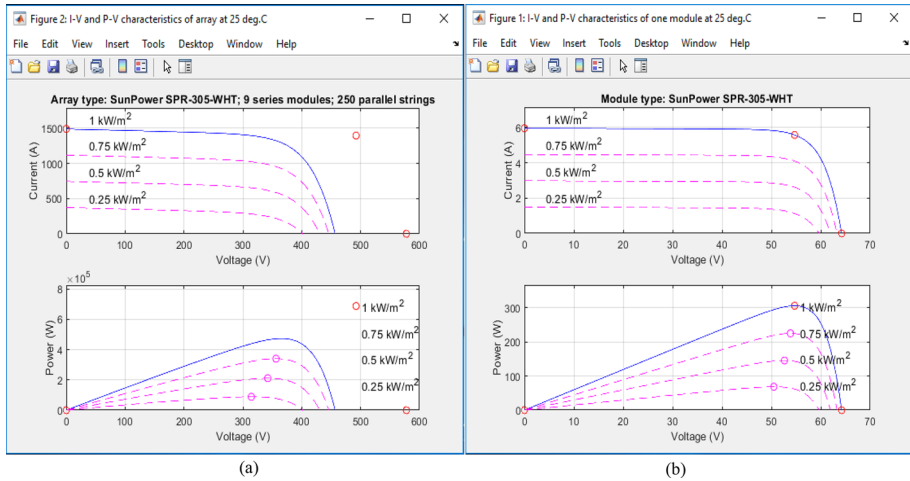 Figure 2: I-V and P-V characteristics of array at 25 deg.C
File Edit View Insert Tools Desktop Window Help
Array type: SunPower SPR-305-WHT; 9 series modules; 250 parallel strings
1500
1000
500
0
Current (A)
1 kW/m²
0.75 kW/m²
0.5 kW/m²
0.25 kW/m²
0 100 200 300 400 500 600
Voltage (V)
×10⁵
8
6
4
2
0
Power (W)
1 kW/m²
0.75 kW/m²
0.5 kW/m²
0.25 kW/m²
0 100 200 300 400 500 600
Voltage (V)
(a)
Figure 1: I-V and P-V characteristics of one module at 25 deg.C
File Edit View Insert Tools Desktop Window Help
Module type: SunPower SPR-305-WHT
6
4
2
0
Current (A)
1 kW/m²
0.75 kW/m²
0.5 kW/m²
0.25 kW/m²
0 10 20 30 40 50 60 70
Voltage (V)
300
200
100
0
Power (W)
1 kW/m²
0.75 kW/m²
0.5 kW/m²
0.25 kW/m²
0 10 20 30 40 50 60 70
Voltage (V)
(b)